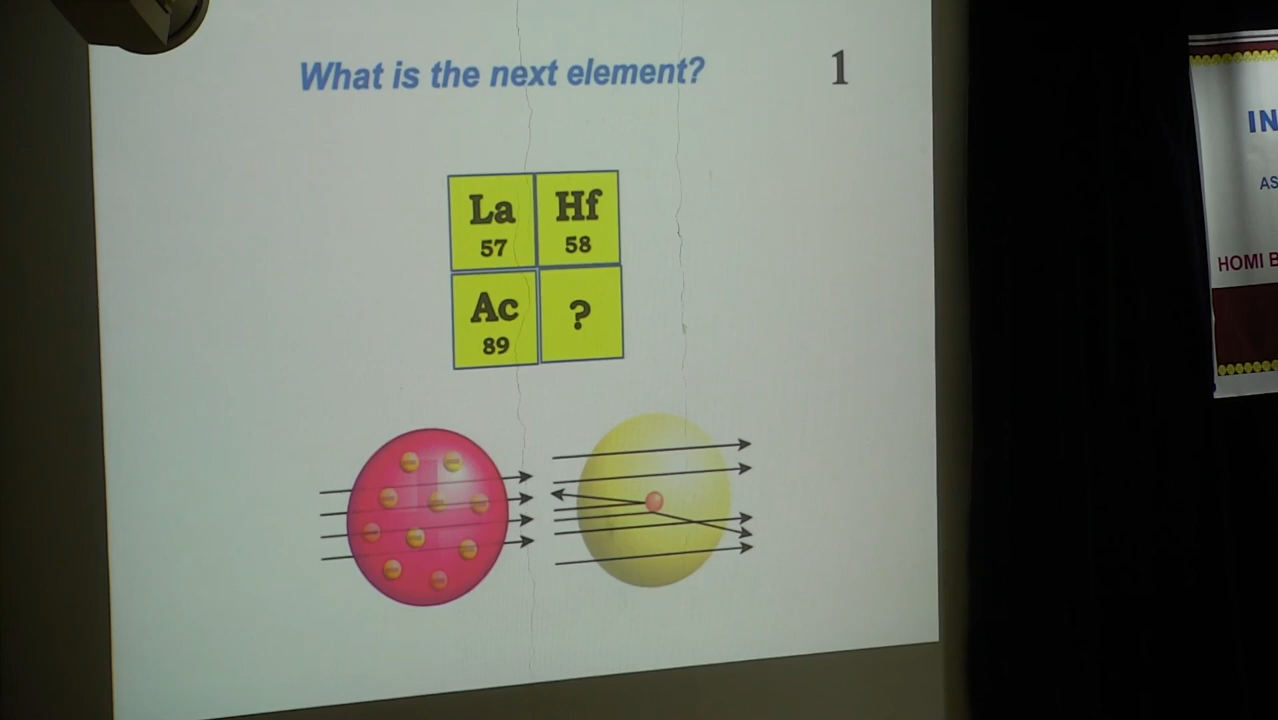 What is the next element?
1
La
57
Hf
58
Ac
89
?
IN
AS
HOMI B